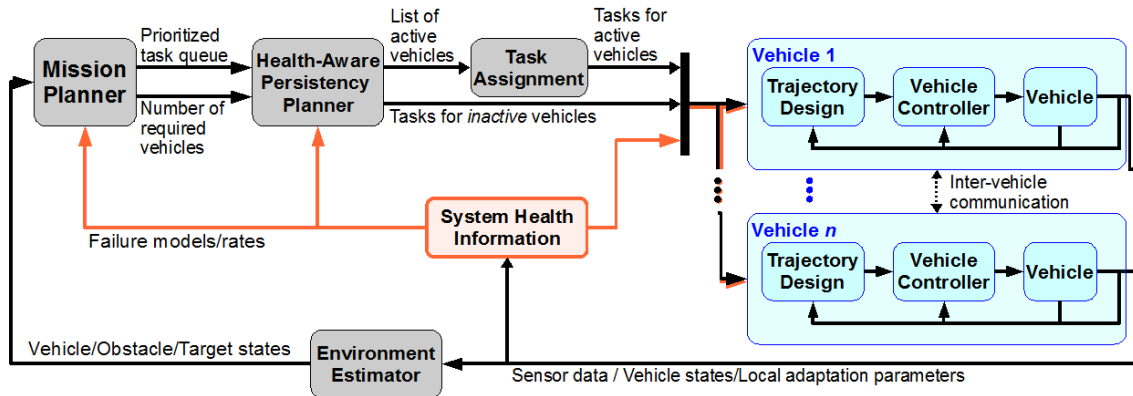 Prioritized
task queue
List of
active
vehicles
Tasks for
active
vehicles
Mission
Planner
Health-Aware
Persistency
Planner
Task
Assignment
Number of
required
vehicles
Tasks for inactive vehicles
Vehicle 1
Trajectory
Design
Vehicle
Controller
Vehicle
Inter-vehicle
communication
System Health
Information
Failure models/rates
Vehicle n
Trajectory
Design
Vehicle
Controller
Vehicle
Vehicle/Obstacle/Target states
Environment
Estimator
Sensor data / Vehicle states/Local adaptation parameters